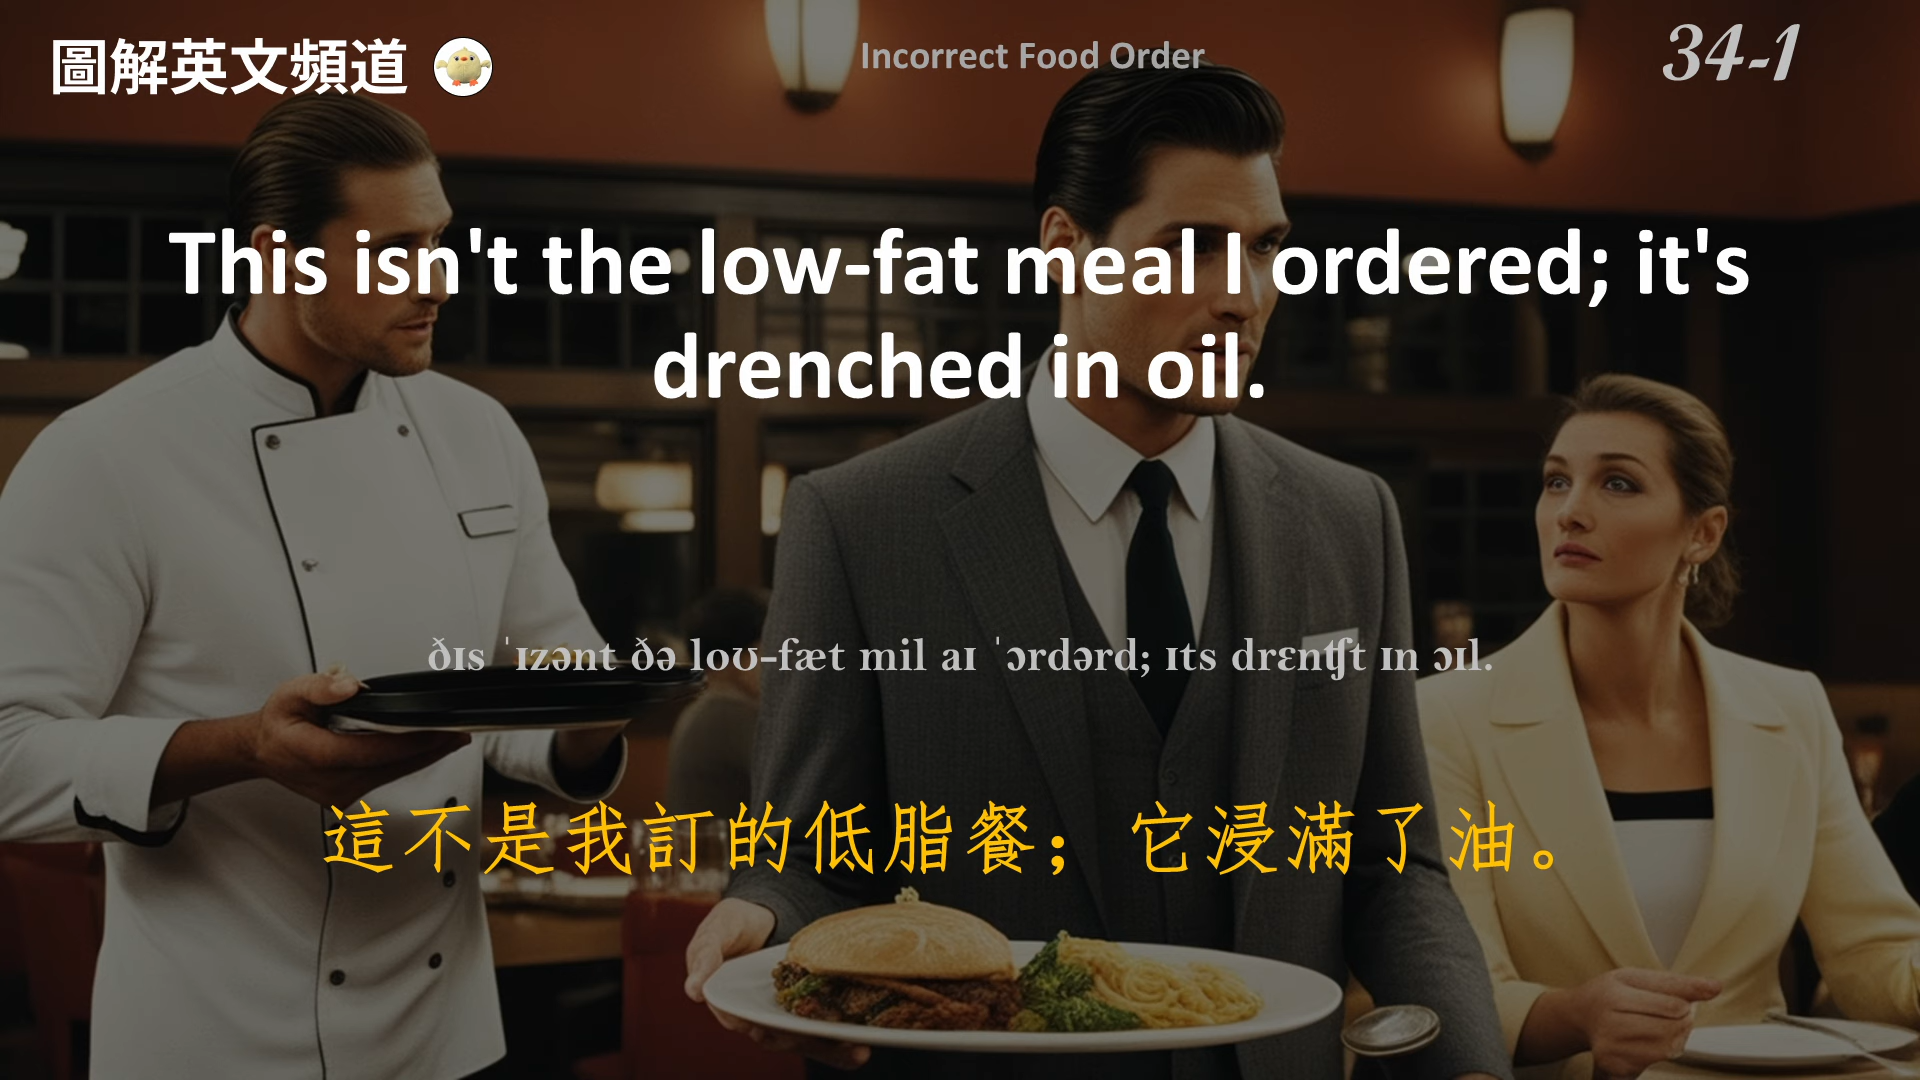 圖解英文頻道
Incorrect Food Order
34-1
This isn't the low-fat meal I ordered; it's
drenched in oil.
ðɪs ˈɪzənt ðə loʊ-fæt mil aɪ ˈɔrdərd; ɪts drɛnʧt ɪn ɔɪl.
這不是我訂的低脂餐；它浸滿了油。